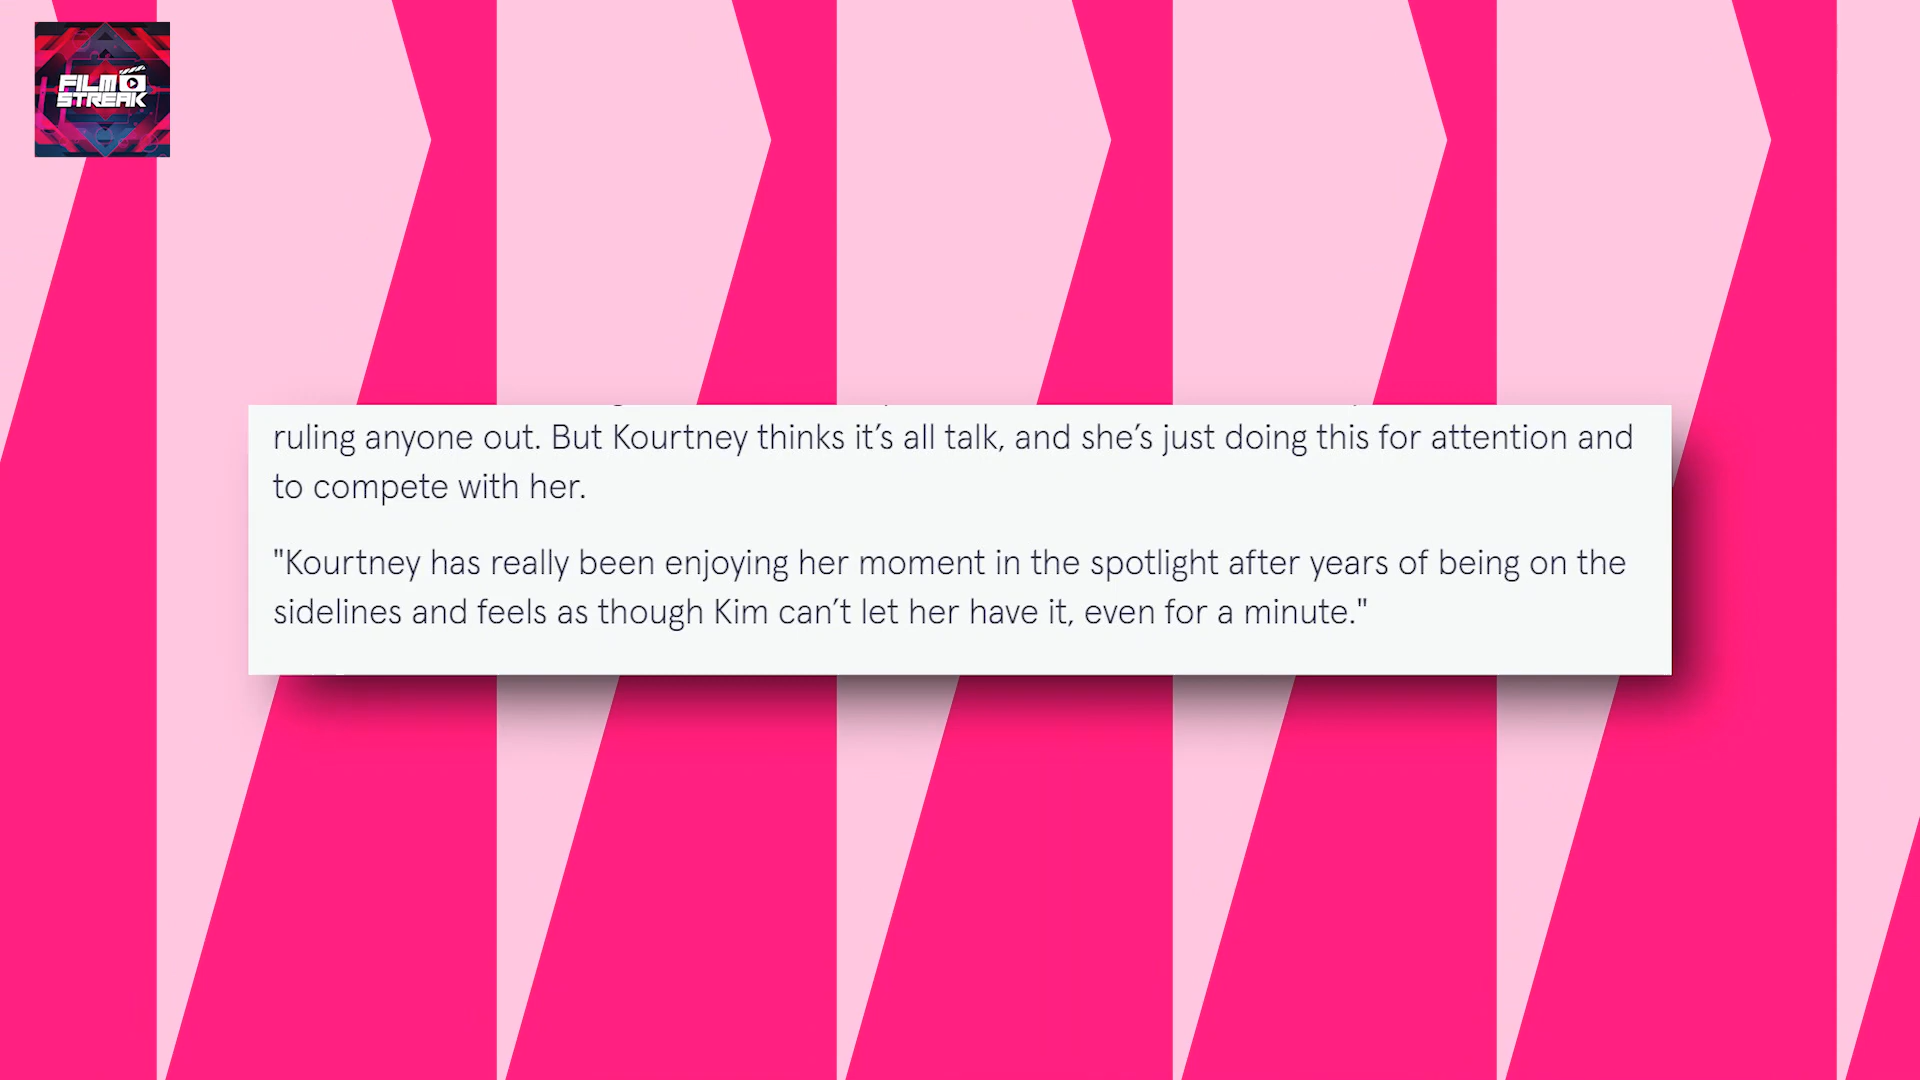 FILM
STREAK
ruling anyone out. But Kourtney thinks it’s all talk, and she’s just doing this for attention and
to compete with her.
"Kourtney has really been enjoying her moment in the spotlight after years of being on the
sidelines and feels as though Kim can’t let her have it, even for a minute."